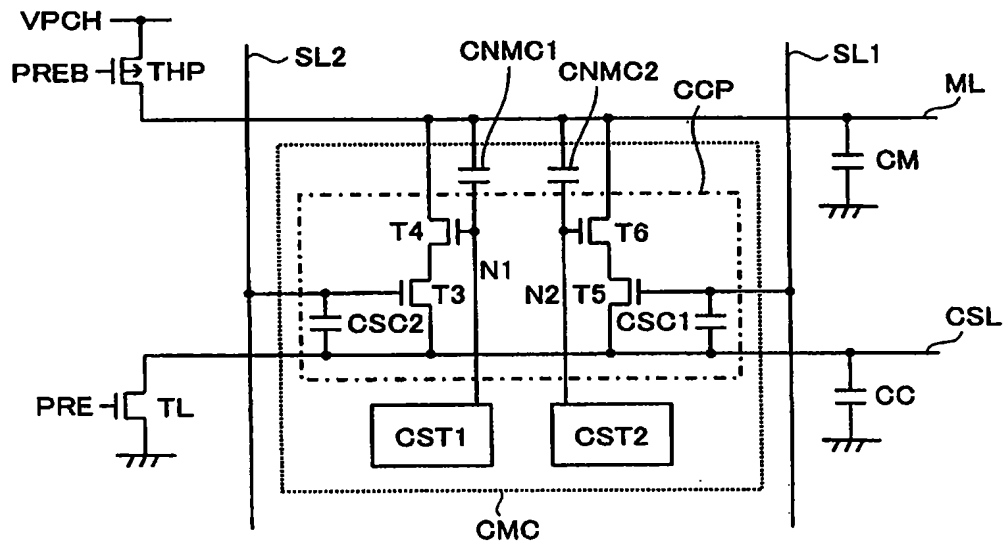 VPCH
PREB
THP
SL2
CNMC1
CNMC2
CCP
SL1
ML
CM
T4
T6
N1
N2
T3
T5
CSC2
CSC1
CSL
CC
PRE
TL
CST1
CST2
CMC